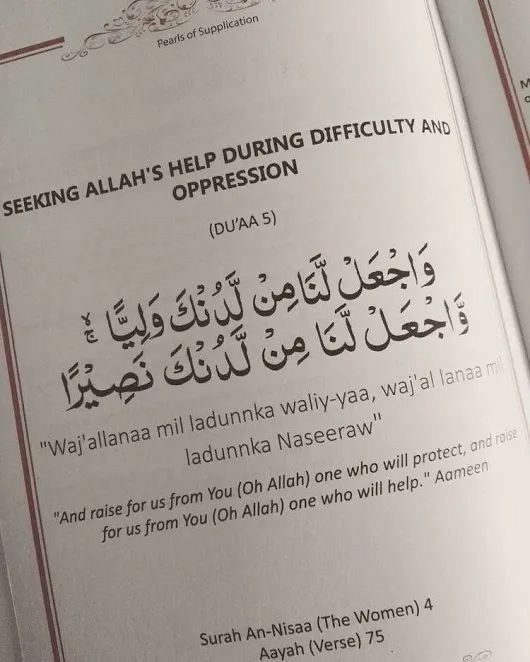 Pearls of Supplication
SEEKING ALLAH'S HELP DURING DIFFICULTY AND
OPPRESSION
(DU'AA 5)
وَاجْعَلْ لَّنَا مِنْ لَّدُنْكَ وَلِيًّا ۚۙ
وَّاجْعَلْ لَّنَا مِنْ لَّدُنْكَ نَصِيْرًا
"Waj'allanaa mil ladunnka waliy-yaa, waj'al lanaa mil
ladunnka Naseeraw"
"And raise for us from You (Oh Allah) one who will protect, and raise
for us from You (Oh Allah) one who will help." Aameen
Surah An-Nisaa (The Women) 4
Aayah (Verse) 75